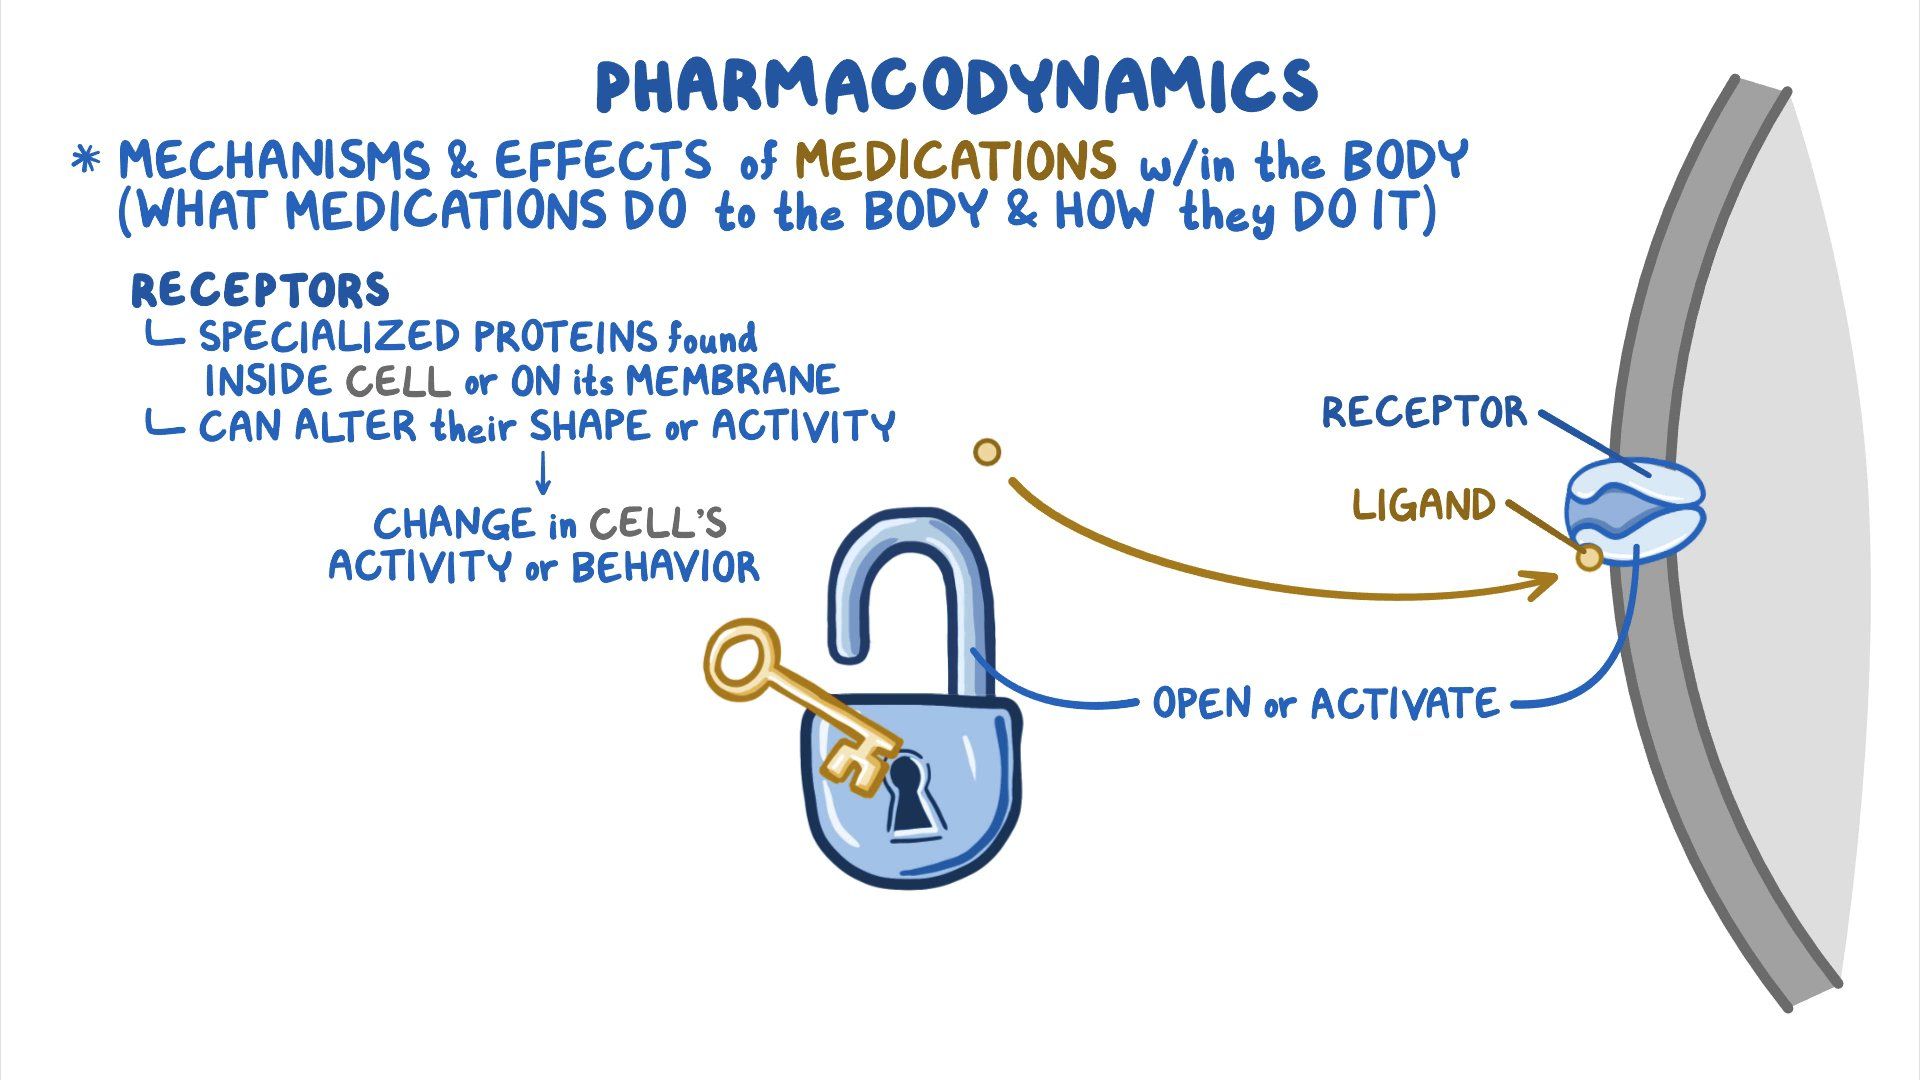 PHARMACODYNAMICS
* MECHANISMS & EFFECTS of MEDICATIONS w/in the BODY
(WHAT MEDICATIONS DO to the BODY & HOW they DO IT)
RECEPTORS
SPECIALIZED PROTEINS found
INSIDE CELL or ON its MEMBRANE
CAN ALTER their SHAPE or ACTIVITY
CHANGE in CELL'S
ACTIVITY or BEHAVIOR
RECEPTOR
LIGAND
OPEN or ACTIVATE